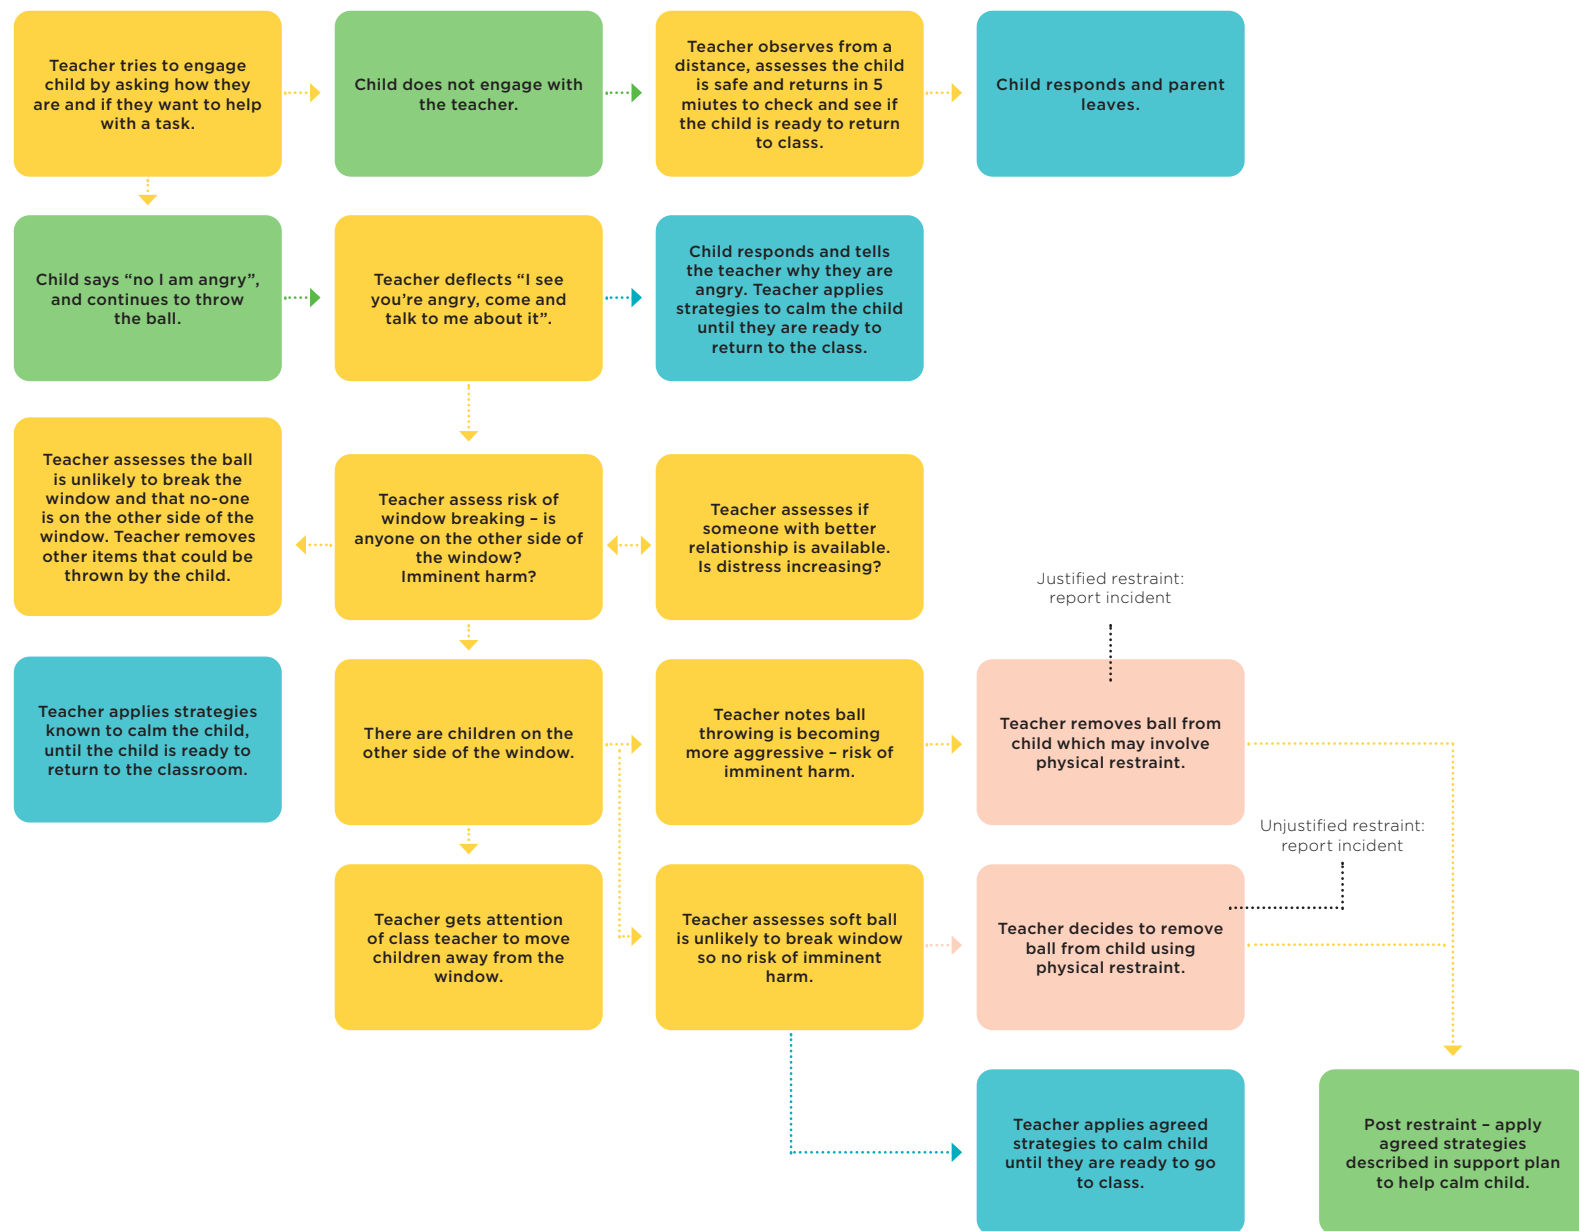 Teacher tries to engage
child by asking how they
are and if they want to help
with a task.
Child does not engage with
the teacher.
Teacher observes from a
distance, assesses the child
is safe and returns in 5
miutes to check and see if
the child is ready to return
to class.
Child responds and parent
leaves.
Child says “no I am angry”,
and continues to throw
the ball.
Teacher deflects “I see
you’re angry, come and
talk to me about it”.
Child responds and tells
the teacher why they are
angry. Teacher applies
strategies to calm the child
until they are ready to
return to the class.
Teacher assesses the ball
is unlikely to break the
window and that no-one
is on the other side of the
window. Teacher removes
other items that could be
thrown by the child.
Teacher assess risk of
window breaking – is
anyone on the other side of
the window?
Imminent harm?
Teacher assesses if
someone with better
relationship is available.
Is distress increasing?
Justified restraint:
report incident
Teacher applies strategies
known to calm the child,
until the child is ready to
return to the classroom.
There are children on the
other side of the window.
Teacher notes ball
throwing is becoming
more aggressive – risk of
imminent harm.
Teacher removes ball from
child which may involve
physical restraint.
Unjustified restraint:
report incident
Teacher gets attention
of class teacher to move
children away from the
window.
Teacher assesses soft ball
is unlikely to break window
so no risk of imminent
harm.
Teacher decides to remove
ball from child using
physical restraint.
Teacher applies agreed
strategies to calm child
until they are ready to go
to class.
Post restraint – apply
agreed strategies
described in support plan
to help calm child.